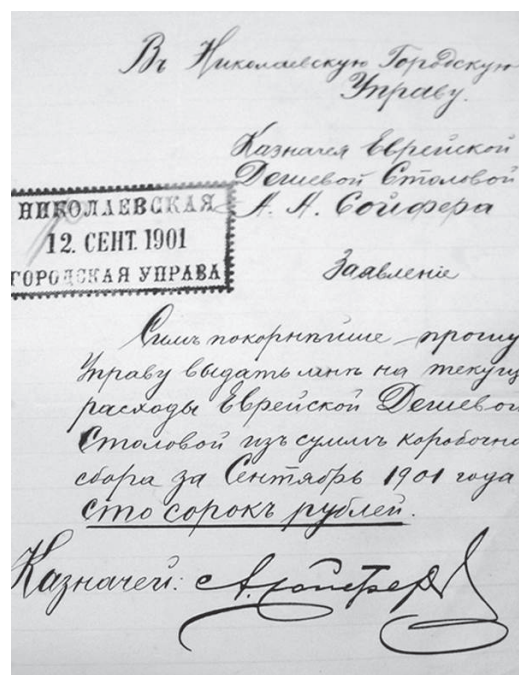 Въ Николаевскую Городскую
Управу.
Казначея Еврейской
Дешевой Столовой
А. А. Сойфера
НИКОЛАЕВСКАЯ
12. СЕНТ. 1901
ГОРОДСКАЯ УПРАВА
Заявленіе
Симъ покорнѣйше прошу
Управу выдать мнѣ на текущ
расходы Еврейской Дешевой
Столовой изъ суммъ коробочно
сбора за Сентябрь 1901 года
сто сорокъ рублей.
Казначей: А. Сойферъ